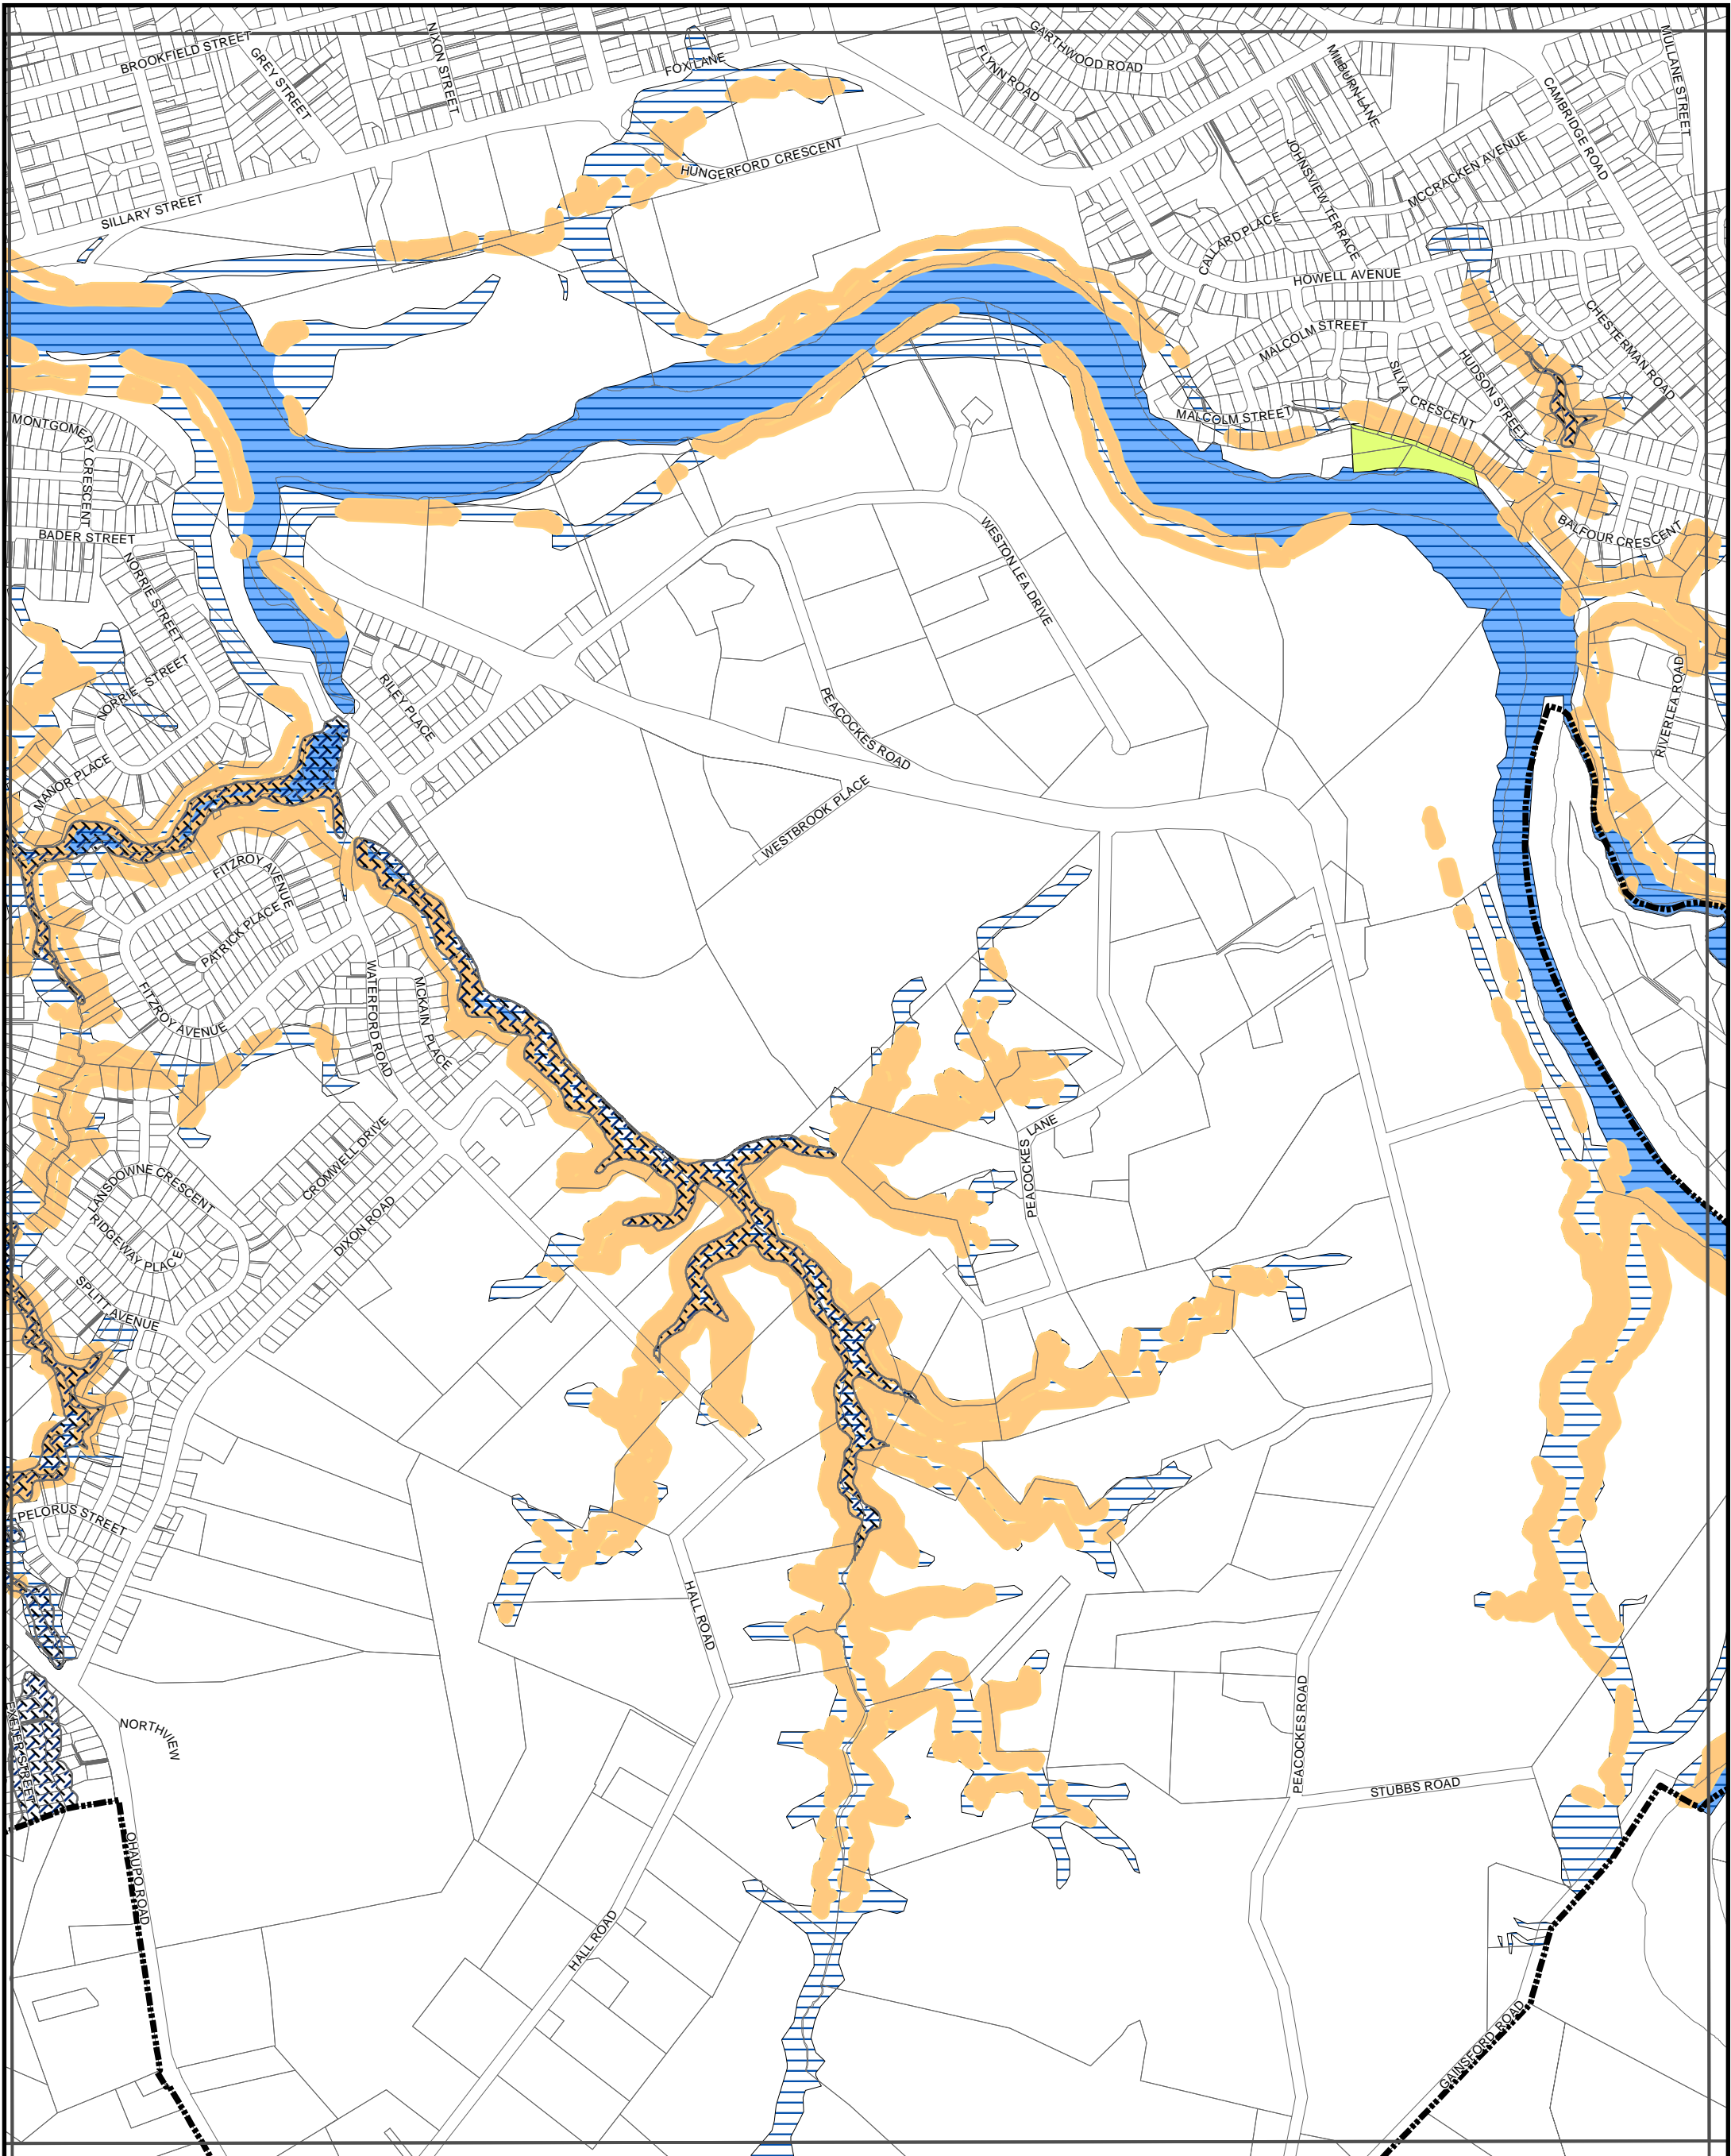 BROOKFIELD STREET
GREY STREET
NIXON STREET
FOX LANE
FLYNN ROAD
GARTHWOOD ROAD
MILBURN LANE
MULLANE STREET
CAMBRIDGE ROAD
SILLARY STREET
HUNGERFORD CRESCENT
JOHNSVIEW TERRACE
MCCRACKEN AVENUE
CALLARD PLACE
HOWELL AVENUE
MALCOLM STREET
CHESTERMAN ROAD
HUDSON STREET
SILVA CRESCENT
MALCOLM STREET
MONTGOMERY CRESCENT
BADER STREET
NORRIE STREET
WESTON LEA DRIVE
BALFOUR CRESCENT
NORRIE STREET
RILEY PLACE
RIVERLEA ROAD
PEACOCKES ROAD
MANOR PLACE
WESTBROOK PLACE
FITZROY AVENUE
PATRICK PLACE
FITZROY AVENUE
WATERFORD ROAD
MCKAIN PLACE
CROMWELL DRIVE
PEACOCKES LANE
LANSDOWNE CRESCENT
RIDGEWAY PLACE
DIXON ROAD
SPLITT AVENUE
PELORUS STREET
HALL ROAD
EXETER STREET
NORTHVIEW
PEACOCKES ROAD
STUBBS ROAD
OHAUPO ROAD
HALL ROAD
GAINSFORD ROAD